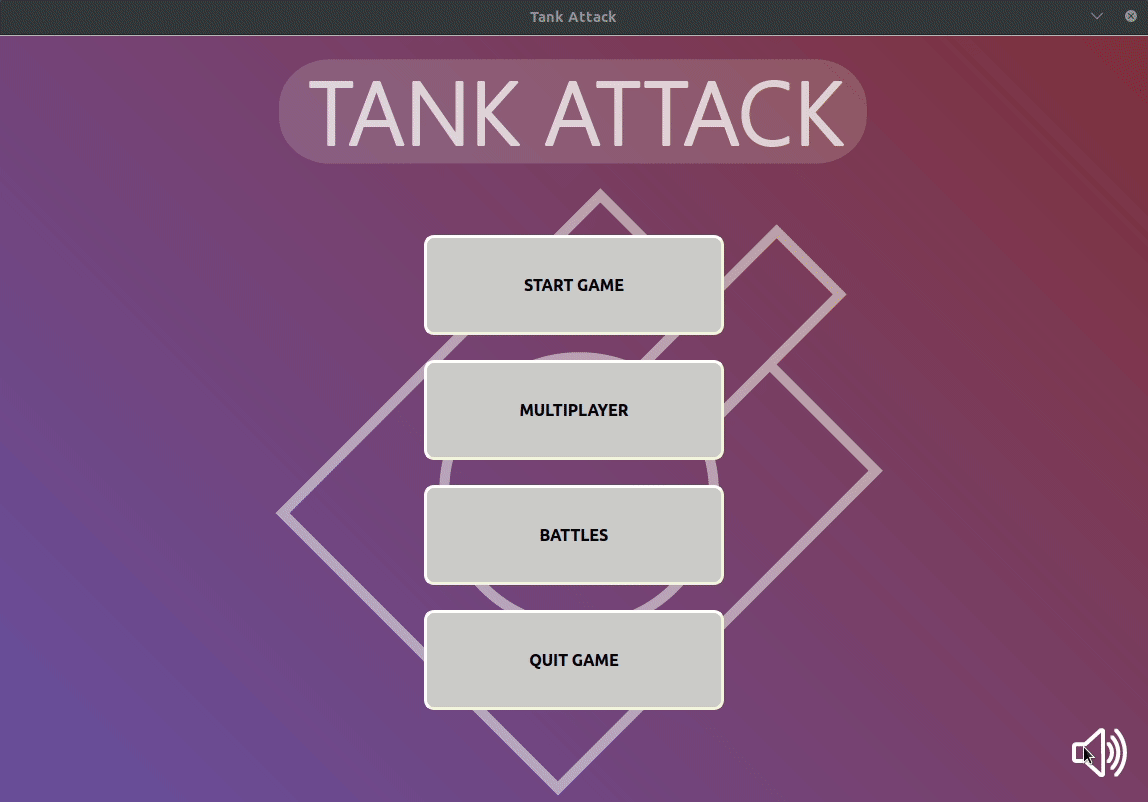 Tank Attack
TANK ATTACK
START GAME
MULTIPLAYER
BATTLES
QUIT GAME